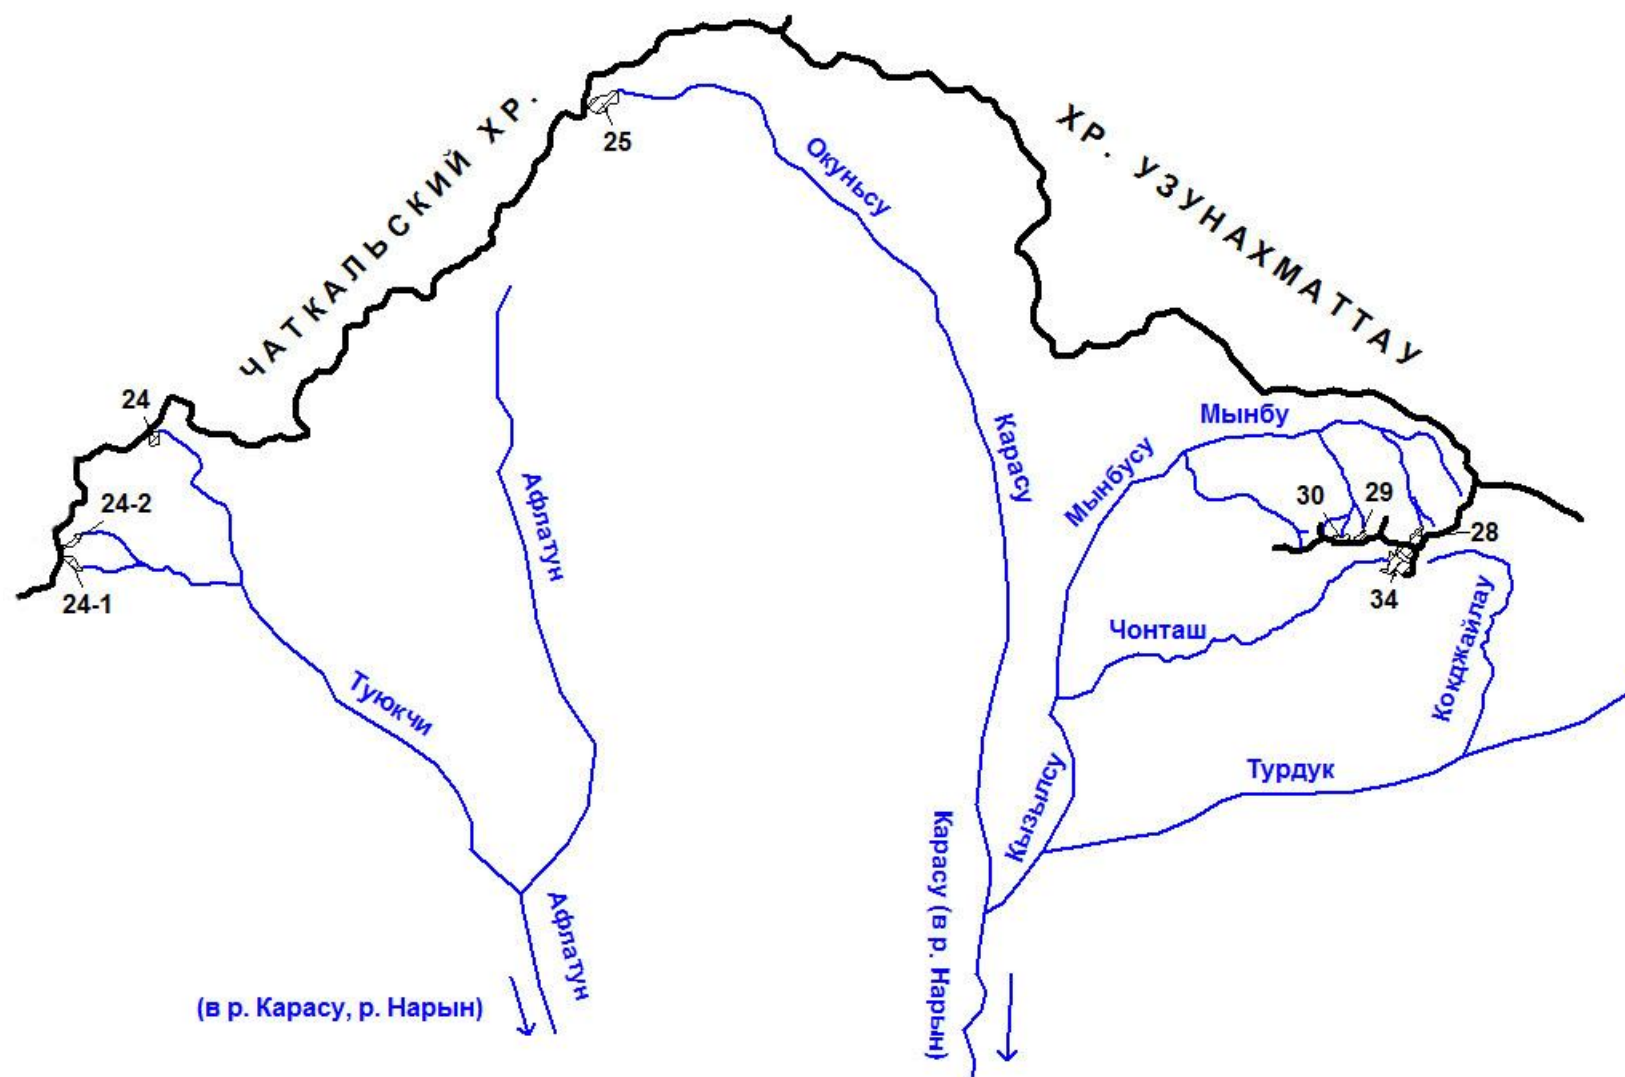 ЧАТКАЛЬСКИЙ ХР.
ХР. УЗУНАХМАТТАУ
25
Окуньсу
24
Мынбу
Карасу
Мынбусу
Афлатун
24-2
30
29
28
24-1
34
Чонташ
Кокджайлау
Туюкчи
Турдук
Кызылсу
Карасу (в р. Нарын)
Афлатун
(в р. Карасу, р. Нарын)